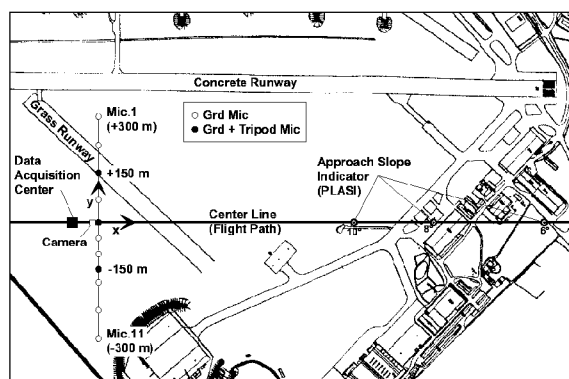 Concrete Runway
Mic.1
(+300 m)
Grass Runway
Grd Mic
Grd + Tripod Mic
Data
Acquisition
Center
+150 m
Approach Slope
Indicator
(PLASI)
y
Camera
x
Center Line
(Flight Path)
10°
8°
6°
-150 m
Mic.11
(-300 m)